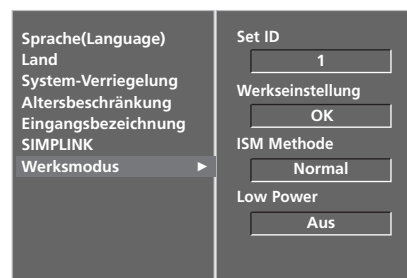 Sprache(Language)
Land
System-Verriegelung
Altersbeschränkung
Eingangsbezeichnung
SIMPLINK
Werksmodus ►
Set ID
1
Werkseinstellung
OK
ISM Methode
Normal
Low Power
Aus